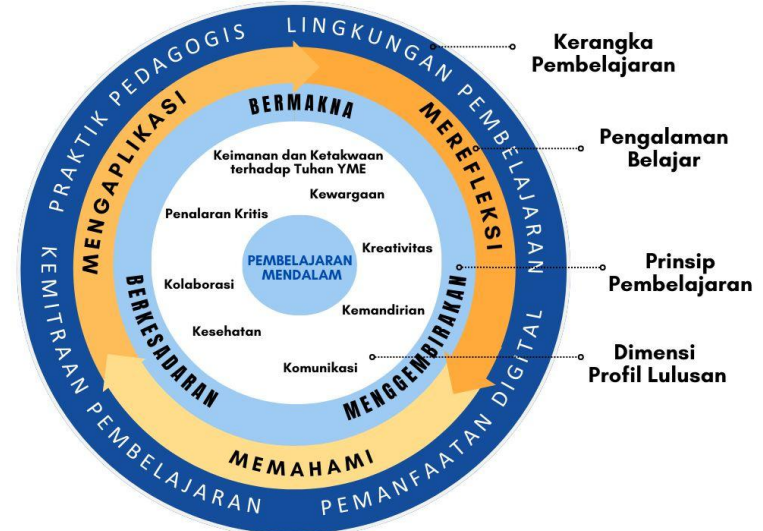 PRAKTIK PEDAGOGIS
LINGKUNGAN PEMBELAJARAN
PEMANFAATAN DIGITAL
KEMITRAAN PEMBELAJARAN
MENGAPLIKASI
MEREFLEKSI
MEMAHAMI
BERMAKNA
MENGGEMBIRAKAN
BERKESADARAN
Keimanan dan Ketakwaan
terhadap Tuhan YME
Kewargaan
Penalaran Kritis
Kreativitas
Kolaborasi
Kemandirian
Kesehatan
Komunikasi
PEMBELAJARAN
MENDALAM
Kerangka
Pembelajaran
Pengalaman
Belajar
Prinsip
Pembelajaran
Dimensi
Profil Lulusan